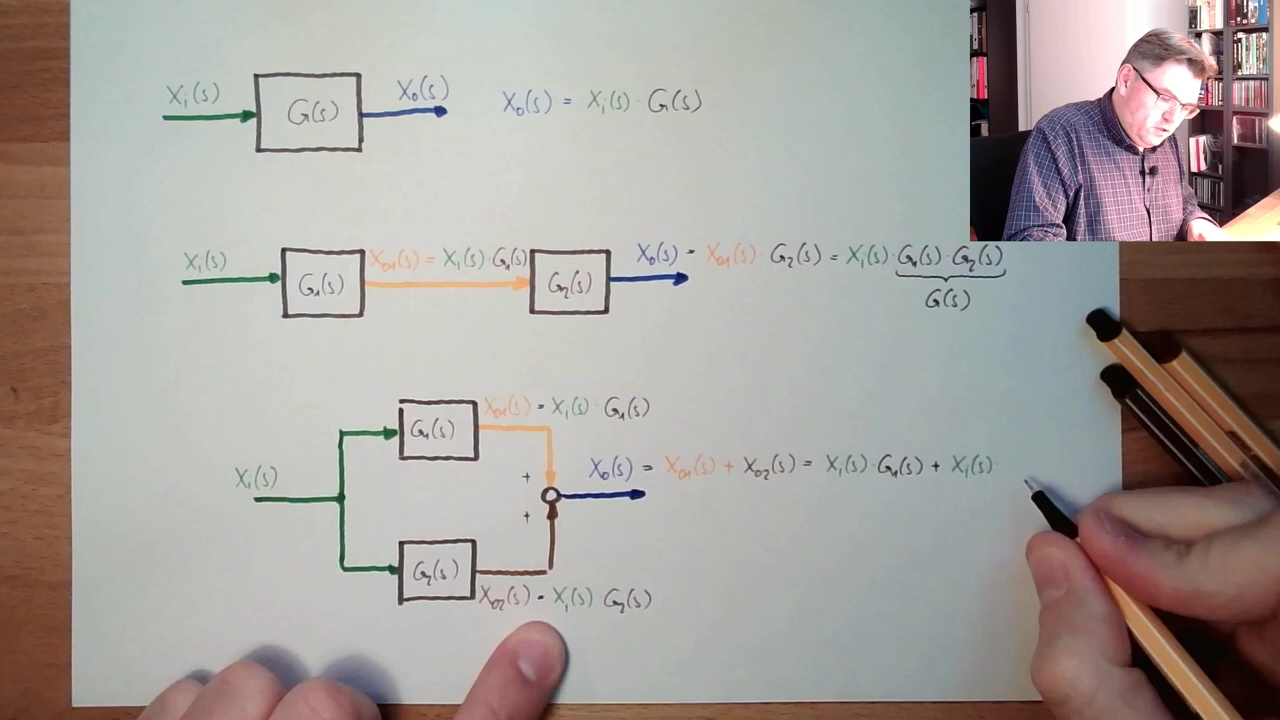 Xi(s) G(s) Xo(s) Xo(s) = Xi(s) · G(s)
Xi(s) G1(s) Xo1(s) = Xi(s) · G1(s) G2(s) Xo(s) = Xo1(s) · G2(s) = Xi(s) · G1(s) · G2(s)
G(s)
G1(s) Xo1(s) = Xi(s) · G1(s)
Xi(s) + Xo(s) = Xo1(s) + Xo2(s) = Xi(s) · G1(s) + Xi(s) ·
+
G2(s) Xo2(s) = Xi(s) G2(s)